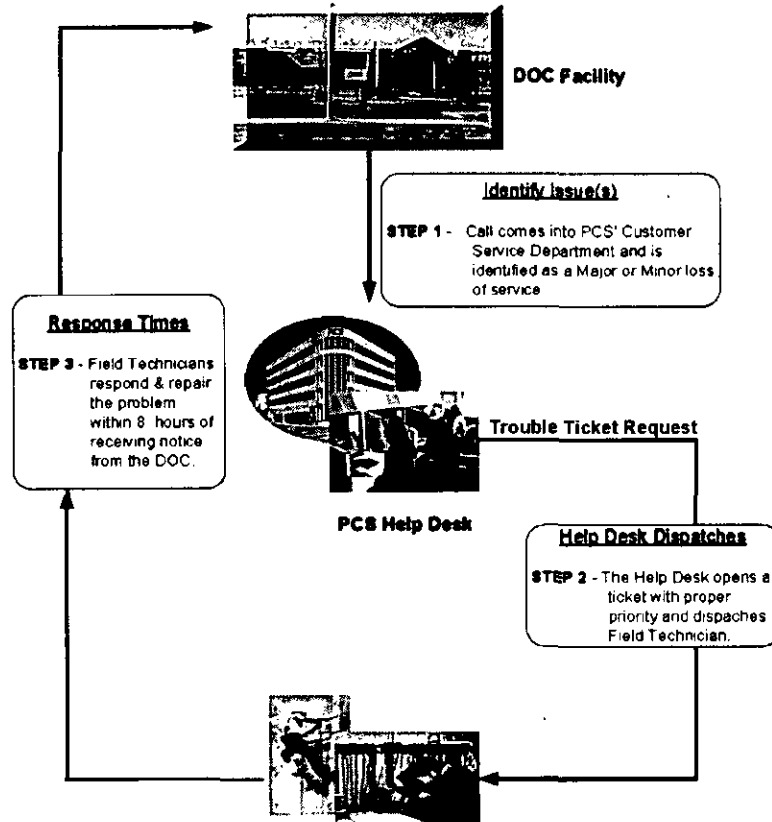 DOC Facility
Identify Issue(s)
STEP 1 - Call comes into PCS' Customer
Service Department and is
identified as a Major or Minor loss
of service
Response Times
STEP 3 - Field Technicians
respond & repair
the problem
within 8 hours of
receiving notice
from the DOC.
Trouble Ticket Request
PCS Help Desk
Help Desk Dispatches
STEP 2 - The Help Desk opens a
ticket with proper
priority and dispaches
Field Technician.